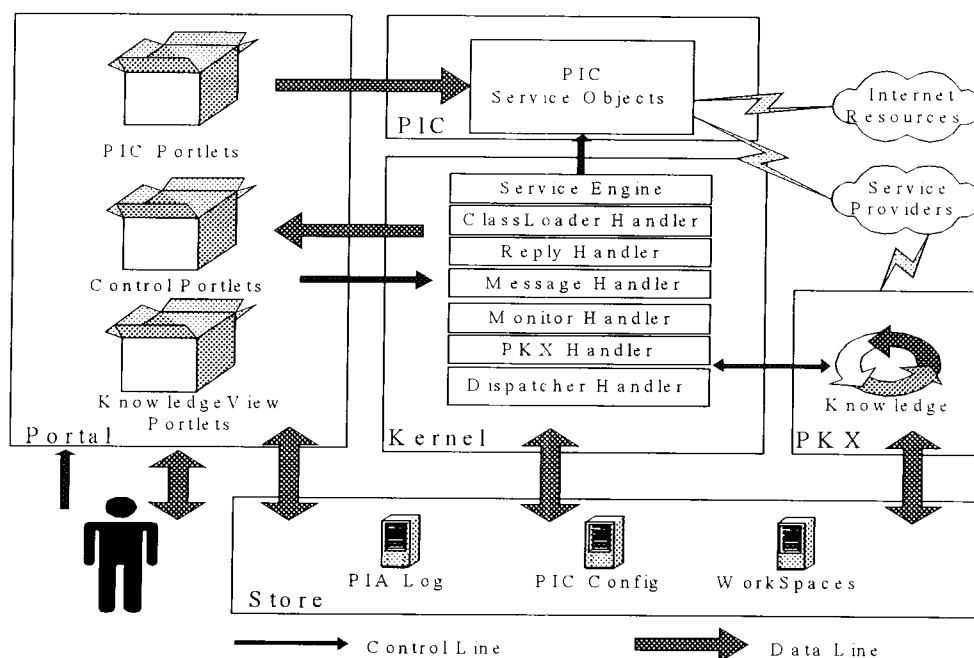 PIC
Service Objects
PIC
Internet
Resources
PIC Portlets
Service Engine
ClassLoader Handler
Reply Handler
Message Handler
Monitor Handler
PKX Handler
Dispatcher Handler
Service
Providers
Control Portlets
KnowledgeView
Portlets
Portal
Kernel
Knowledge
PKX
PIA Log
PIC Config
WorkSpaces
Store
Control Line
Data Line